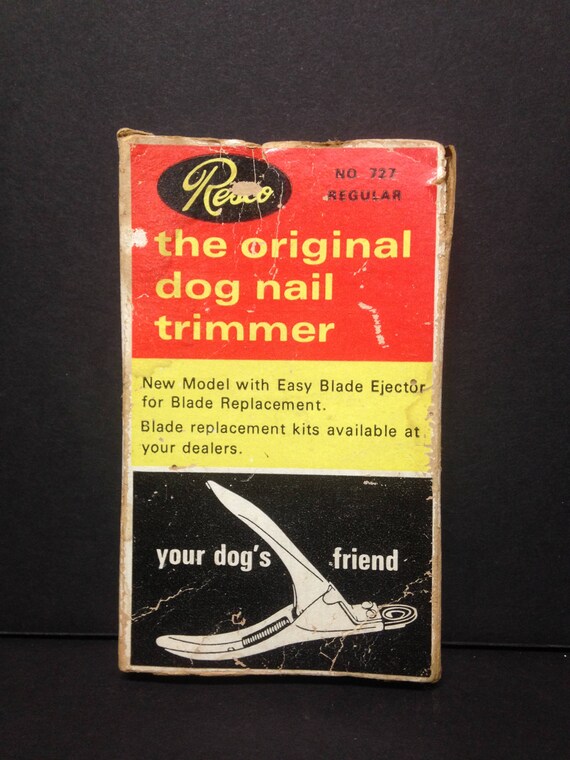 Resco
NO. 727
REGULAR
the original
dog nail
trimmer
New Model with Easy Blade Ejector
for Blade Replacement.
Blade replacement kits available at
your dealers.
your dog's friend